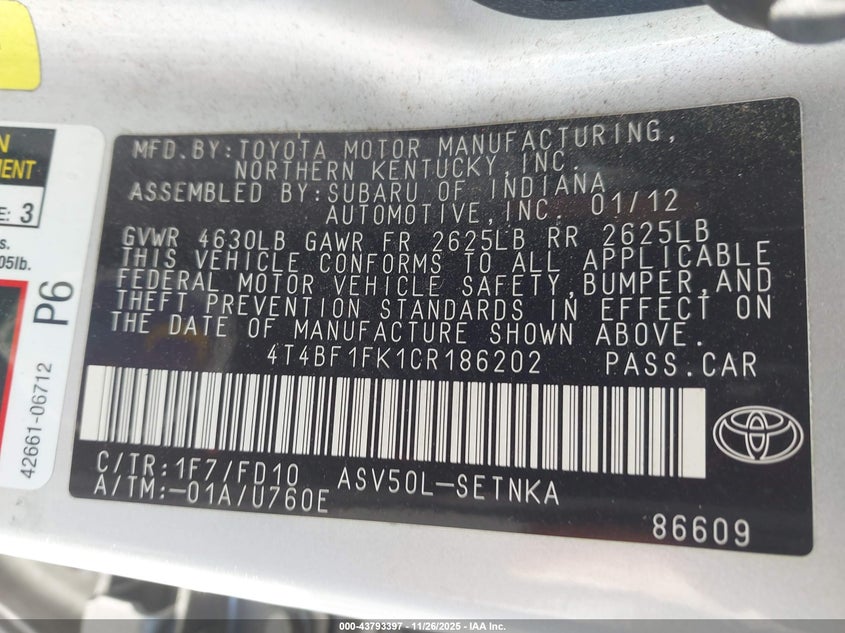 N
MENT
E: 3
s.
05lb.
P6
42661-06712
MFD.BY:TOYOTA MOTOR MANUFACTURING,
NORTHERN KENTUCKY,INC.
ASSEMBLED BY:SUBARU OF INDIANA
AUTOMOTIVE,INC. 01/12
GVWR 4630LB GAWR FR 2625LB RR 2625LB
THIS VEHICLE CONFORMS TO ALL APPLICABLE
FEDERAL MOTOR VEHICLE SAFETY,BUMPER,AND
THEFT PREVENTION STANDARDS IN EFFECT ON
THE DATE OF MANUFACTURE SHOWN ABOVE.
4T4BF1FK1CR186202 PASS.CAR
C/TR:1F7/FD10 ASV50L-SETNKA
A/TM:-01A/U760E
86609
000-43793397 - 11/26/2025 - IAA Inc.